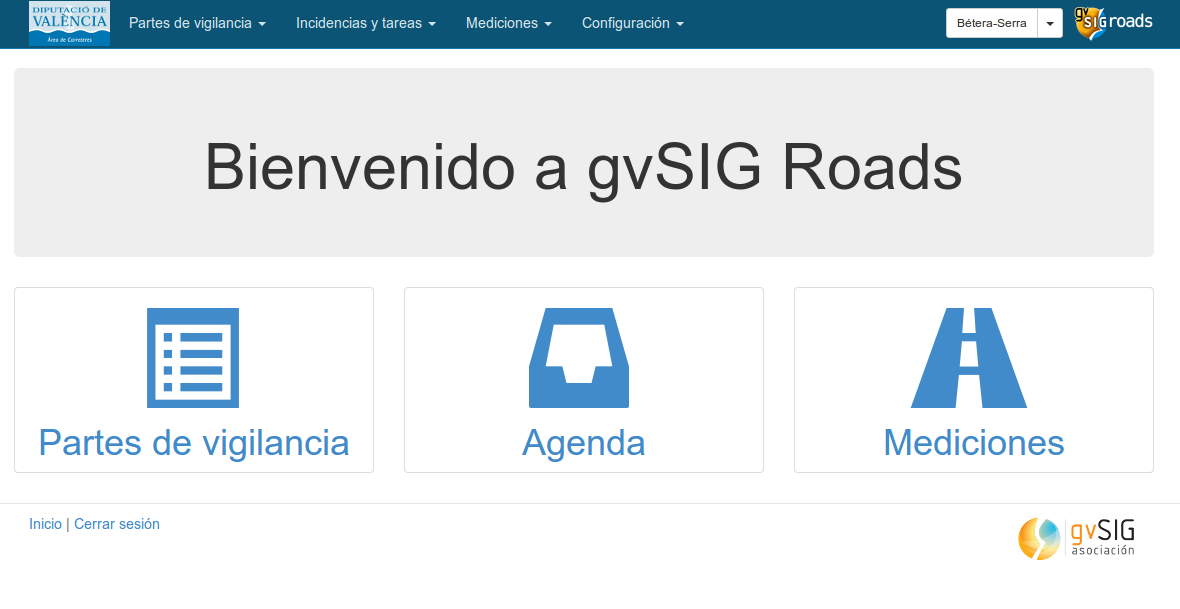 DIPUTACIÓ DE
VALÈNCIA
Àrea de Carreteres
Partes de vigilancia
Incidencias y tareas
Mediciones
Configuración
Bétera-Serra
gvSIG roads
Bienvenido a gvSIG Roads
Partes de vigilancia
Agenda
Mediciones
Inicio | Cerrar sesión
gvSIG
asociación